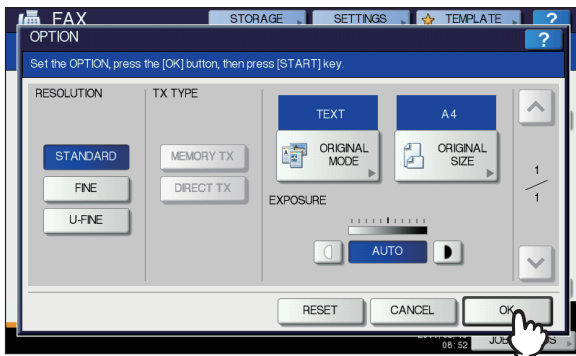 FAX
STORAGE
SETTINGS
TEMPLATE
?
OPTION
?
Set the OPTION, press the [OK] button, then press [START] key.
RESOLUTION
TX TYPE
TEXT
A4
STANDARD
MEMORY TX
ORIGINAL
MODE
ORIGINAL
SIZE
FINE
DIRECT TX
1
1
U-FINE
EXPOSURE
AUTO
RESET
CANCEL
OK
08:52